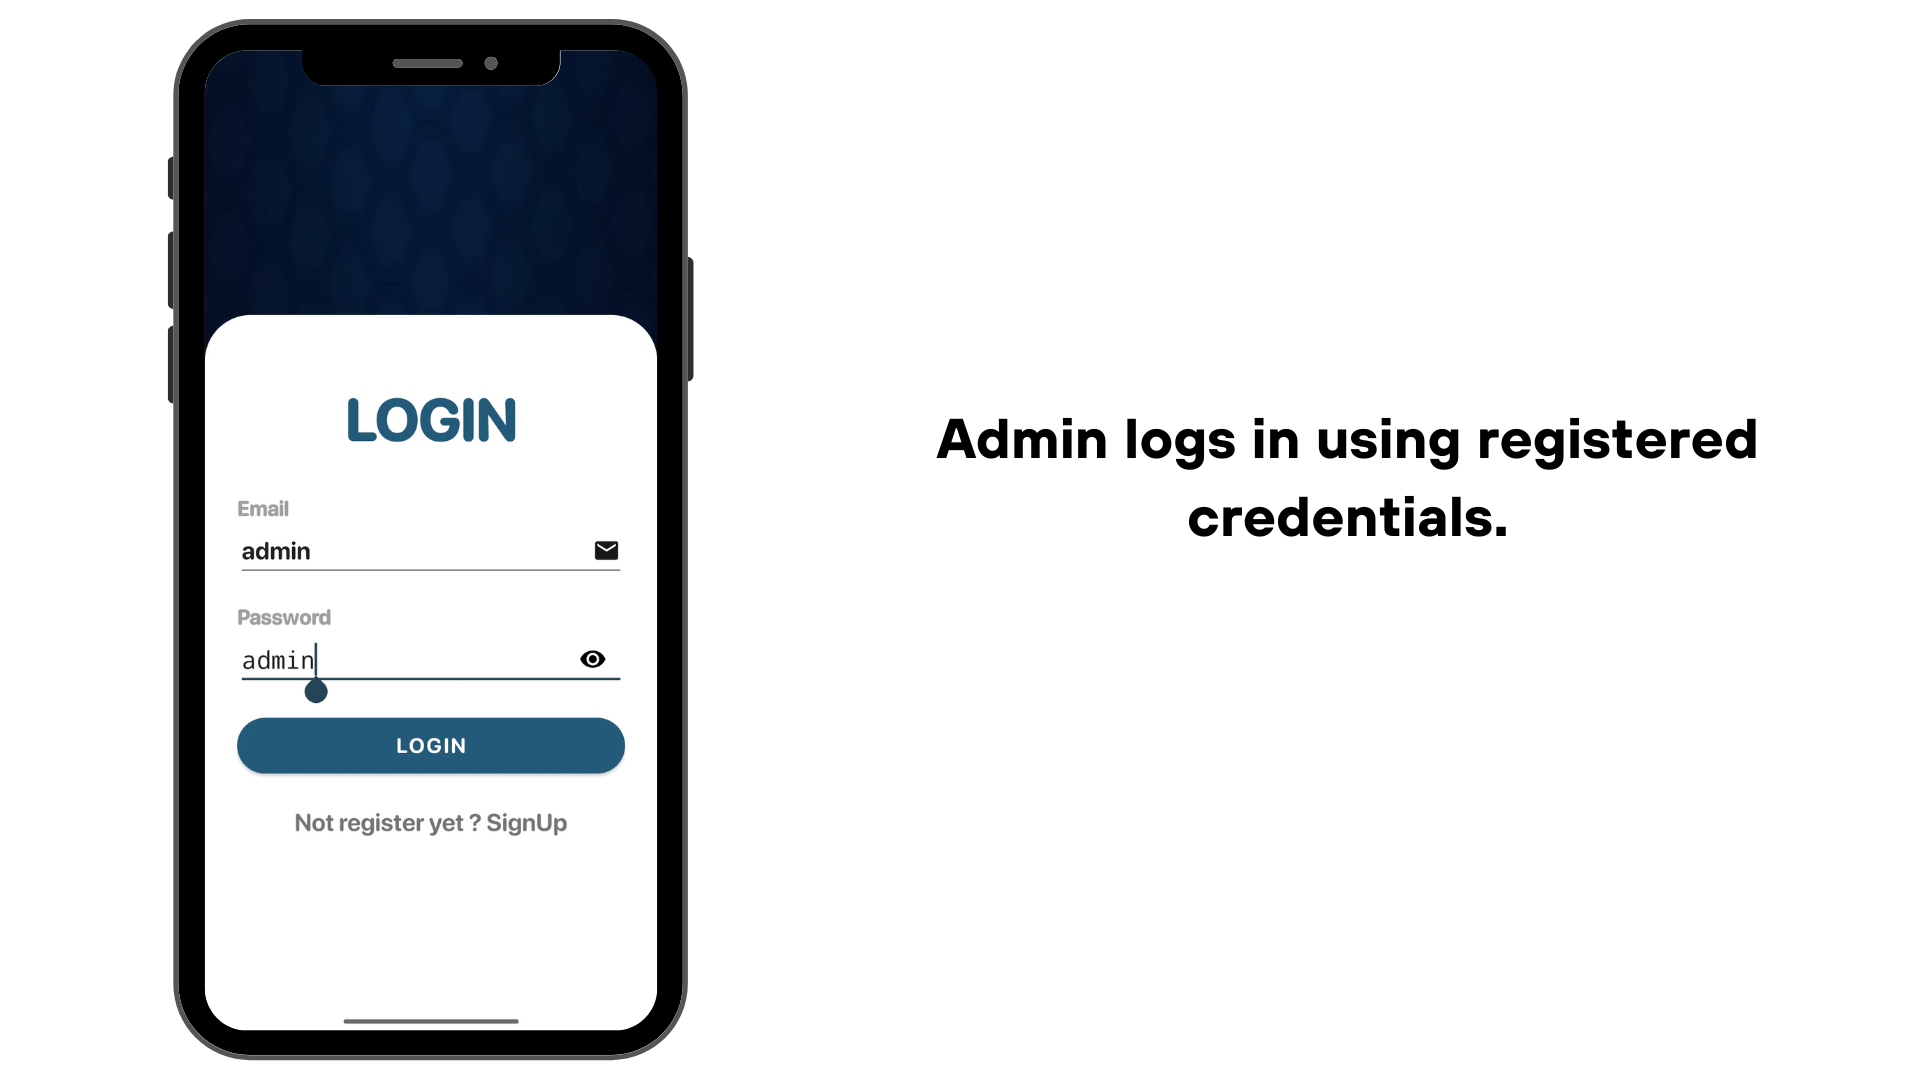 LOGIN
Email
admin
Password
admin
LOGIN
Not register yet ? SignUp
Admin logs in using registered
credentials.